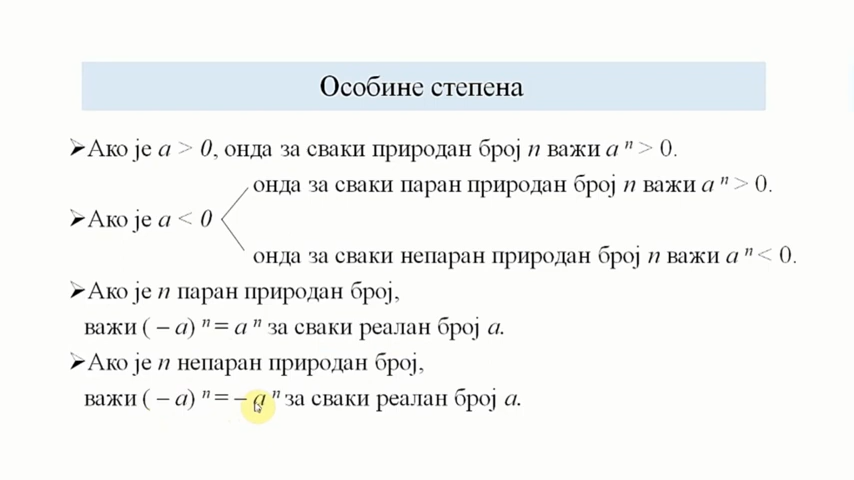 Особине степена
➢Ако је a > 0, онда за сваки природан број n важи a ⁿ > 0.
онда за сваки паран природан број n важи a ⁿ > 0.
➢Ако је a < 0
онда за сваки непаран природан број n важи a ⁿ < 0.
➢Ако је n паран природан број,
важи ( – a) ⁿ = a ⁿ за сваки реалан број a.
➢Ако је n непаран природан број,
важи ( – a) ⁿ = – a ⁿ за сваки реалан број a.